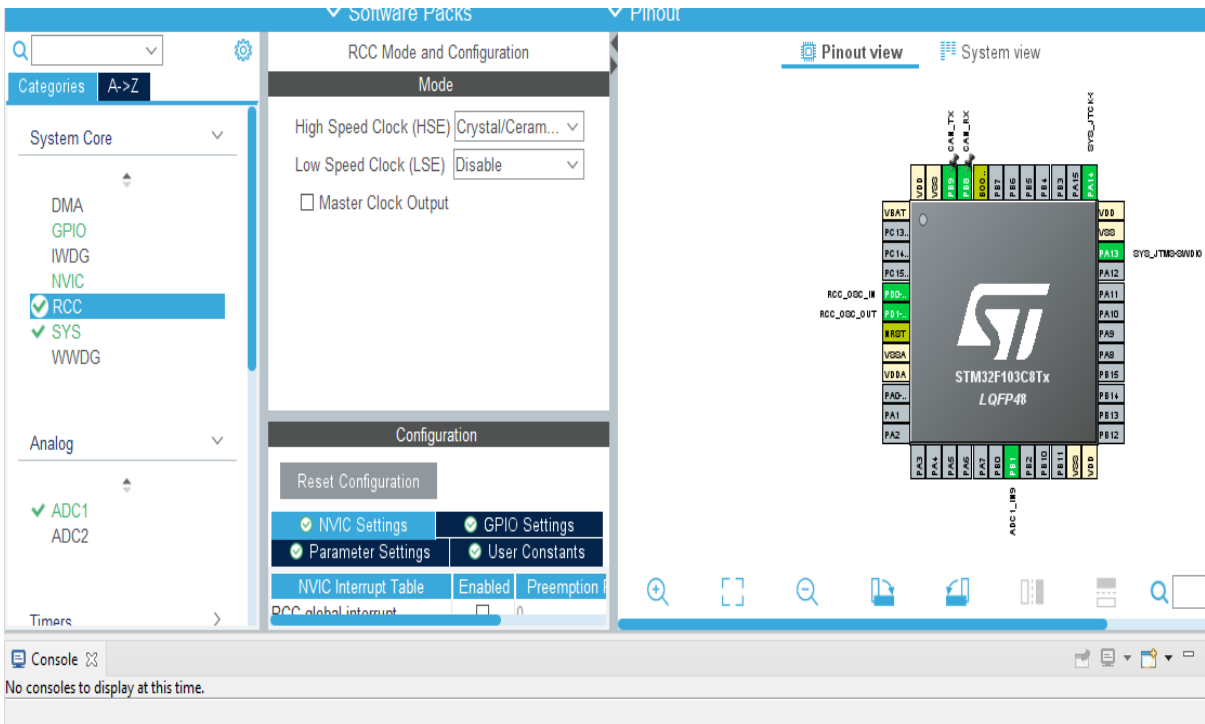 Software Packs
Pinout
Categories
A->Z
System Core
DMA
GPIO
IWDG
NVIC
RCC
SYS
WWDG
Analog
ADC1
ADC2
Timers
RCC Mode and Configuration
Mode
High Speed Clock (HSE) Crystal/Ceram...
Low Speed Clock (LSE) Disable
Master Clock Output
Configuration
Reset Configuration
NVIC Settings
GPIO Settings
Parameter Settings
User Constants
NVIC Interrupt Table Enabled Preemption
RCC global interrupt 0
Pinout view
System view
CAN_TX
CAN_RX
SYS_JTCK-
VDD
VSS
PB9
PB8
BOO..
PB7
PB6
PB5
PB4
PB3
PA15
PA14
VBAT
PC13..
PC14..
PC15..
RCC_OSC_IN PD0-..
RCC_OSC_OUT PD1-..
NRST
VSSA
VDDA
PA0-..
PA1
PA2
STM32F103C8Tx
LQFP48
VDD
VSS
PA13 SYS_JTMS-SWDIO
PA12
PA11
PA10
PA9
PA8
PB15
PB14
PB13
PB12
PA3
PA4
PA5
PA6
PA7
PB0
PB1
PB2
PB10
PB11
VSS
VDD
ADC1_IN9
Console
No consoles to display at this time.